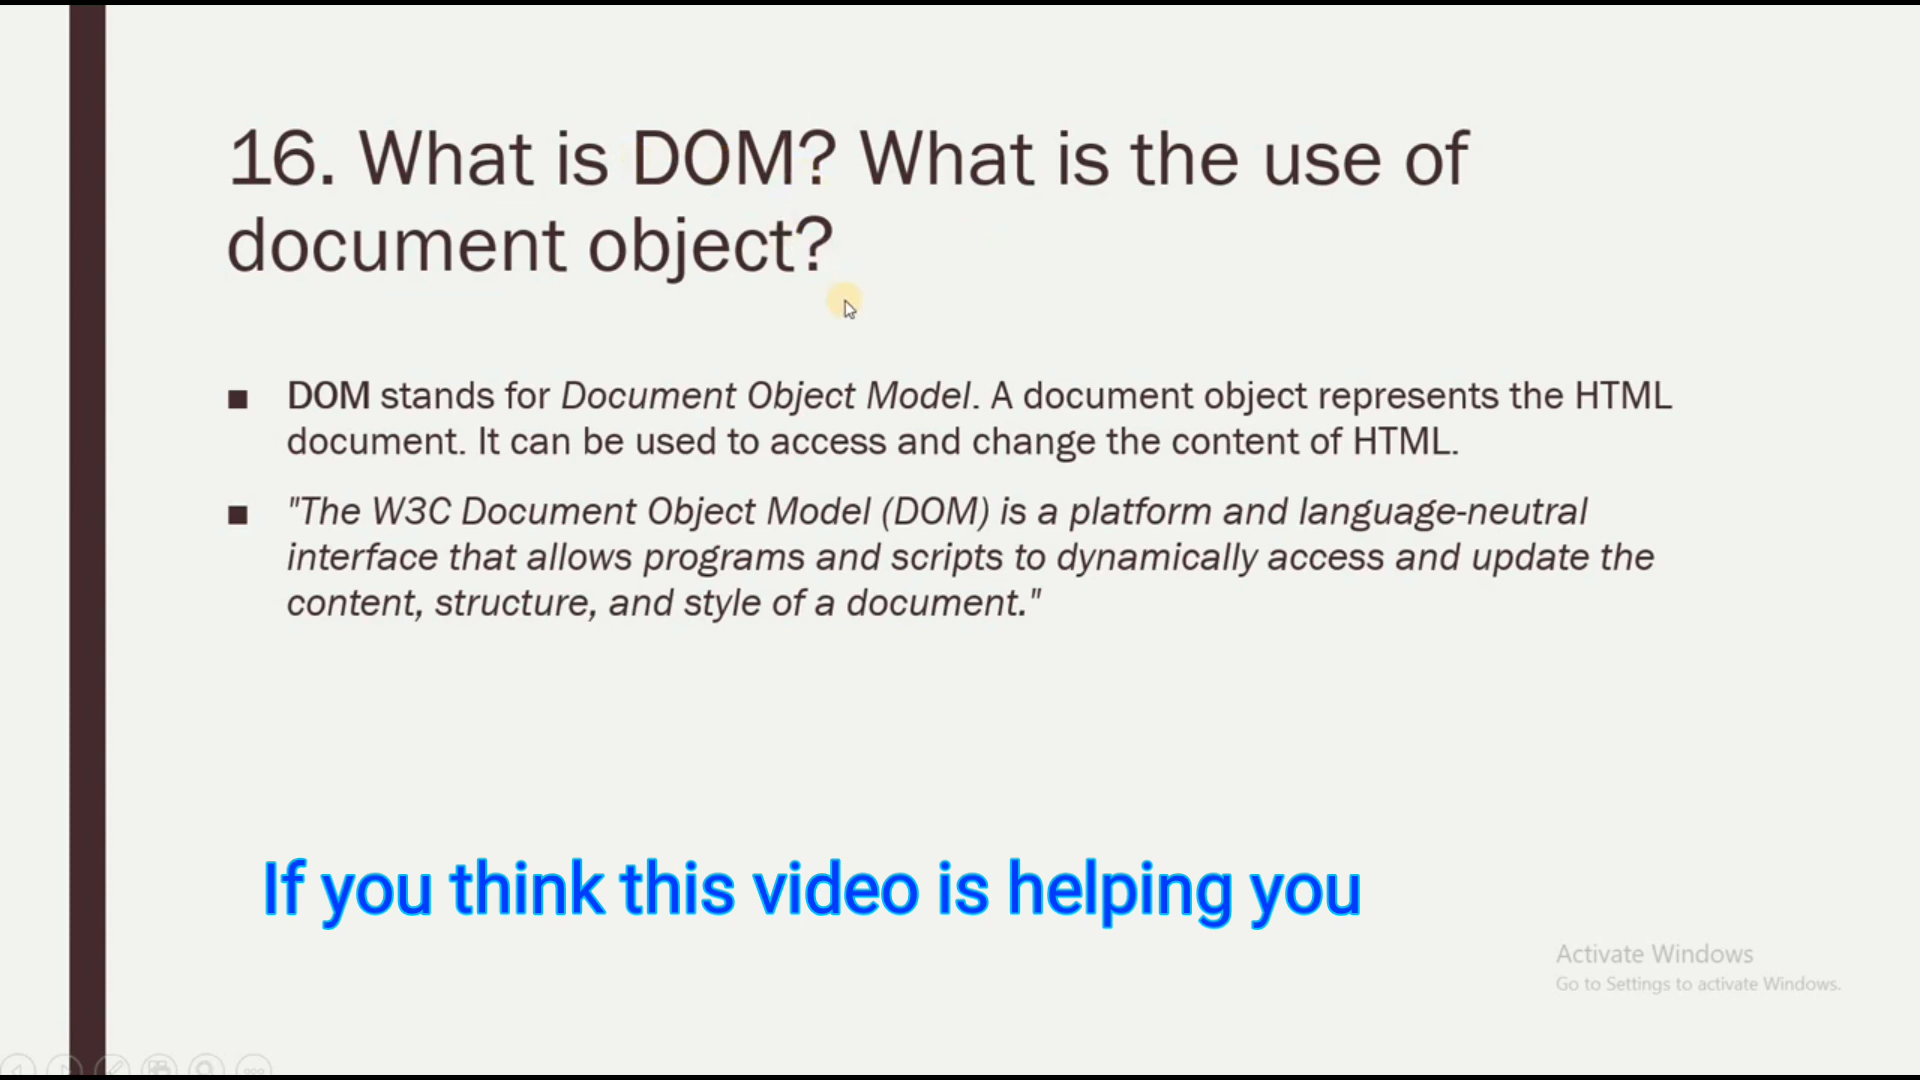 16. What is DOM? What is the use of
document object?
■ DOM stands for Document Object Model. A document object represents the HTML
document. It can be used to access and change the content of HTML.
■ "The W3C Document Object Model (DOM) is a platform and language-neutral
interface that allows programs and scripts to dynamically access and update the
content, structure, and style of a document."
If you think this video is helping you
Activate Windows
Go to Settings to activate Windows.